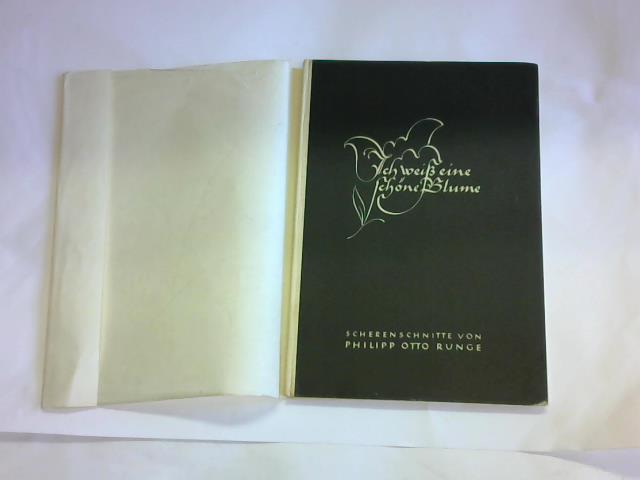 Ich weiß eine
schöne Blume
SCHERENSCHNITTE VON
PHILIPP OTTO RUNGE